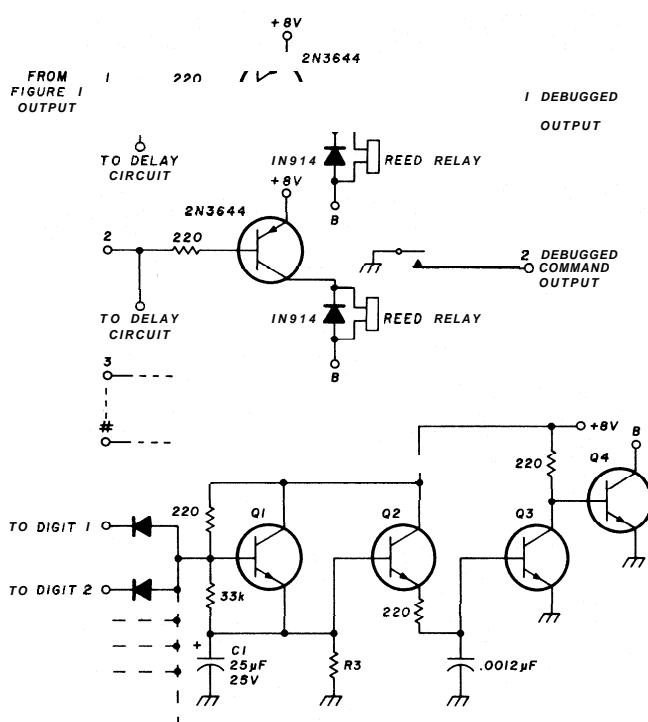 +8V
2N3644
FROM
FIGURE 1
OUTPUT
220
1 DEBUGGED
OUTPUT
TO DELAY
CIRCUIT
IN914
REED RELAY
+8V
B
2N3644
2
220
2 DEBUGGED
COMMAND
OUTPUT
TO DELAY
CIRCUIT
IN914
REED RELAY
B
3
#
+8V
B
220
Q4
220
Q1
Q2
Q3
TO DIGIT 1
TO DIGIT 2
33k
220
+
C1
25µF
25V
R3
.0012µF